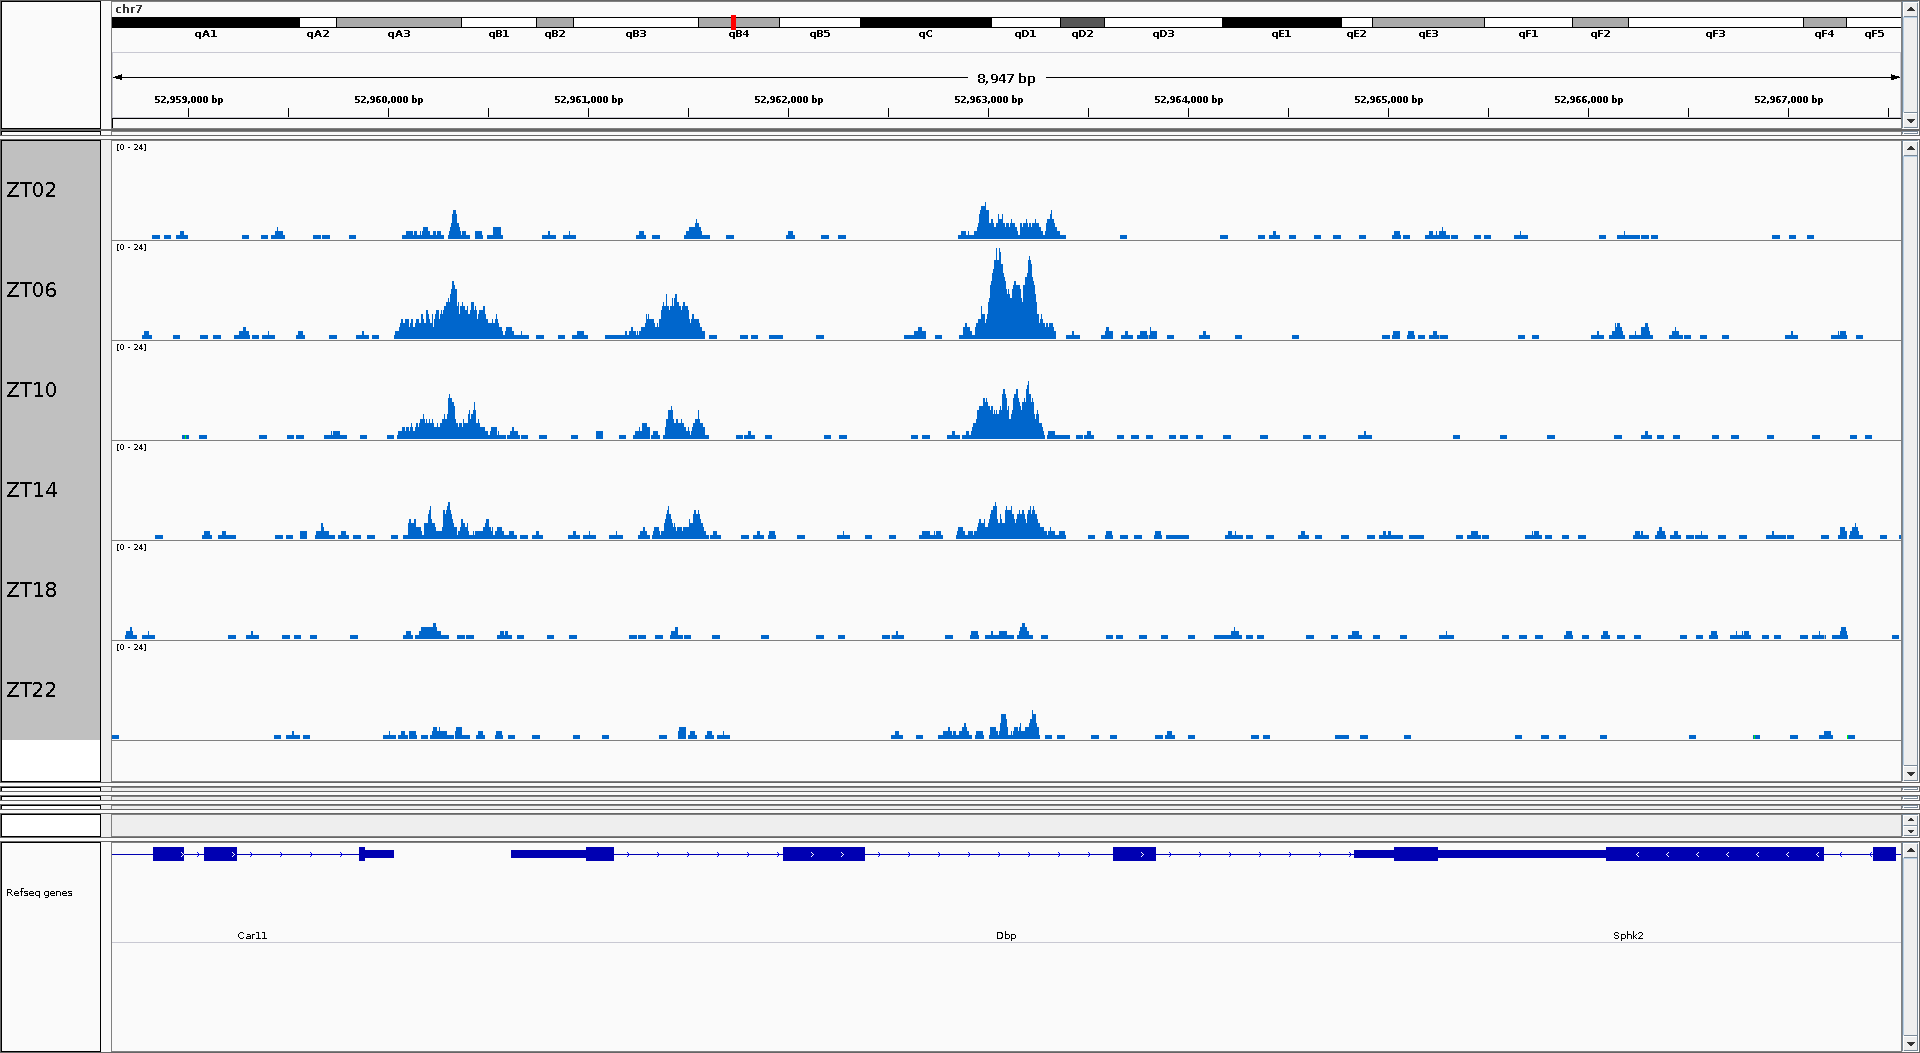 chr7
qA1 qA2 qA3 qB1 qB2 qB3 qB4 qB5 qC qD1 qD2 qD3 qE1 qE2 qE3 qF1 qF2 qF3 qF4 qF5
8,947 bp
52,959,000 bp 52,960,000 bp 52,961,000 bp 52,962,000 bp 52,963,000 bp 52,964,000 bp 52,965,000 bp 52,966,000 bp 52,967,000 bp
[0 - 24]
ZT02
[0 - 24]
ZT06
[0 - 24]
ZT10
[0 - 24]
ZT14
[0 - 24]
ZT18
[0 - 24]
ZT22
Refseq genes
Car11 Dbp Sphk2